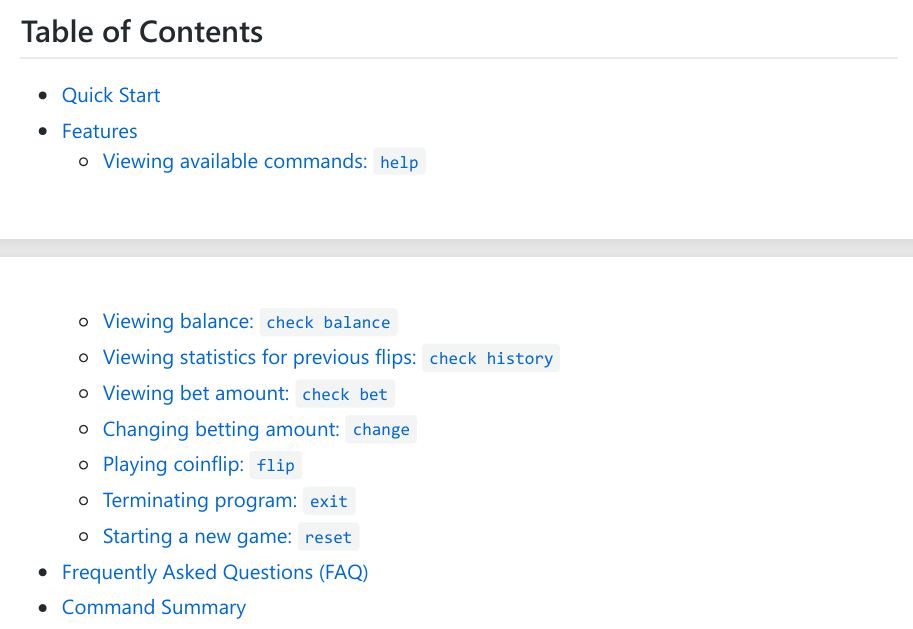 Table of Contents
Quick Start
Features
Viewing available commands: help
Viewing balance: check balance
Viewing statistics for previous flips: check history
Viewing bet amount: check bet
Changing betting amount: change
Playing coinflip: flip
Terminating program: exit
Starting a new game: reset
Frequently Asked Questions (FAQ)
Command Summary